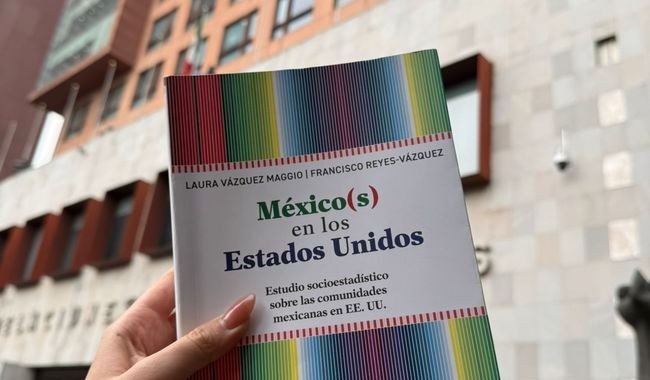 LAURA VÁZQUEZ MAGGIO | FRANCISCO REYES-VÁZQUEZ
México(s)
en los
Estados Unidos
Estudio socioestadístico
sobre las comunidades
mexicanas en EE. UU.